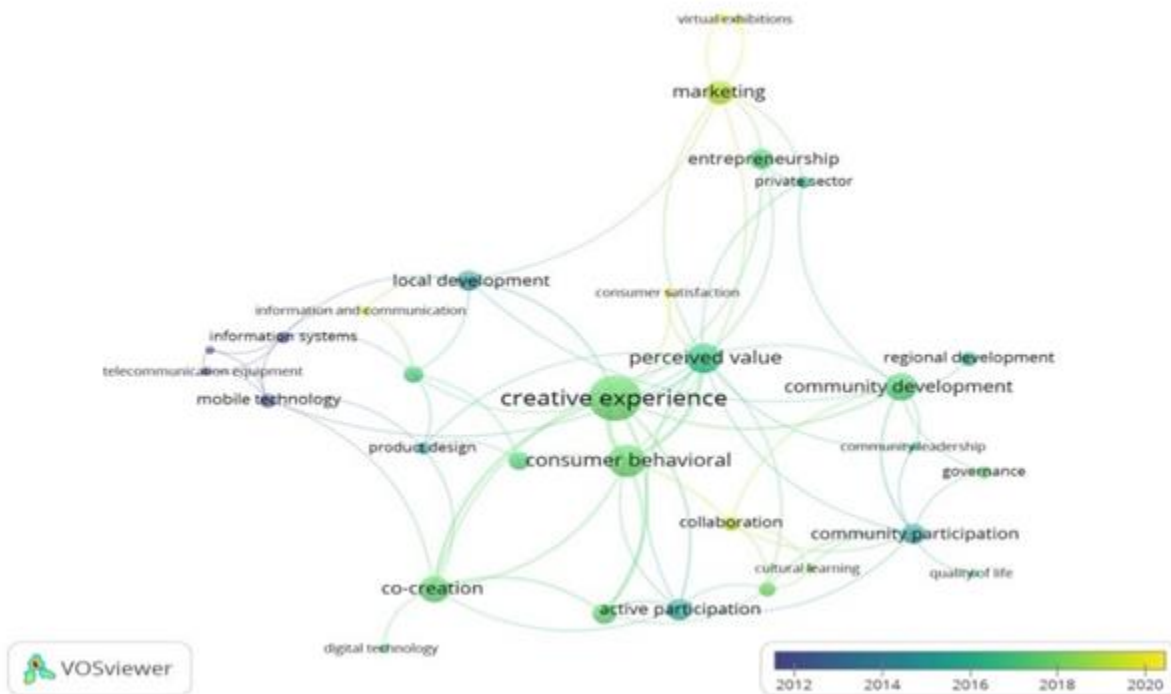 virtual exhibitions
marketing
entrepreneurship
private sector
local development
consumer satisfaction
information and communication
information systems
perceived value
regional development
telecommunication equipment
community development
creative experience
mobile technology
product design
community leadership
consumer behavioral
governance
collaboration
community participation
cultural learning
quality of life
co-creation
active participation
digital technology
VOSviewer
2012 2014 2016 2018 2020